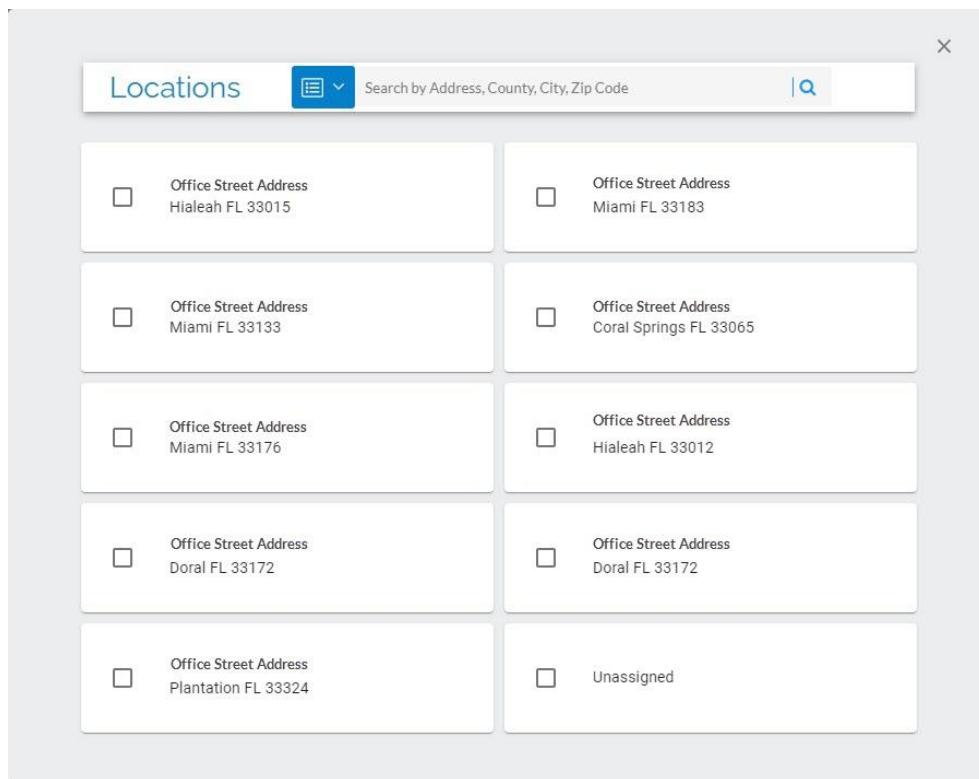 Locations
Search by Address, County, City, Zip Code
Office Street Address
Hialeah FL 33015
Office Street Address
Miami FL 33183
Office Street Address
Miami FL 33133
Office Street Address
Coral Springs FL 33065
Office Street Address
Miami FL 33176
Office Street Address
Hialeah FL 33012
Office Street Address
Doral FL 33172
Office Street Address
Doral FL 33172
Office Street Address
Plantation FL 33324
Unassigned